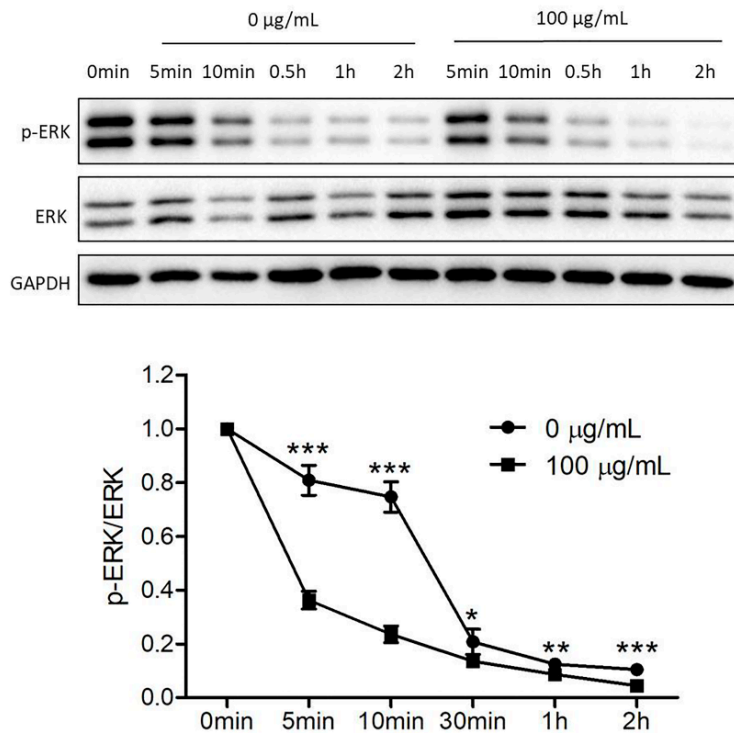 0 μg/mL 100 μg/mL
0min 5min 10min 0.5h 1h 2h 5min 10min 0.5h 1h 2h
p-ERK
ERK
GAPDH
1.2
1.0
0.8
0.6
0.4
0.2
0.0
p-ERK/ERK
*** *** * ** ***
0 μg/mL
100 μg/mL
0min 5min 10min 30min 1h 2h